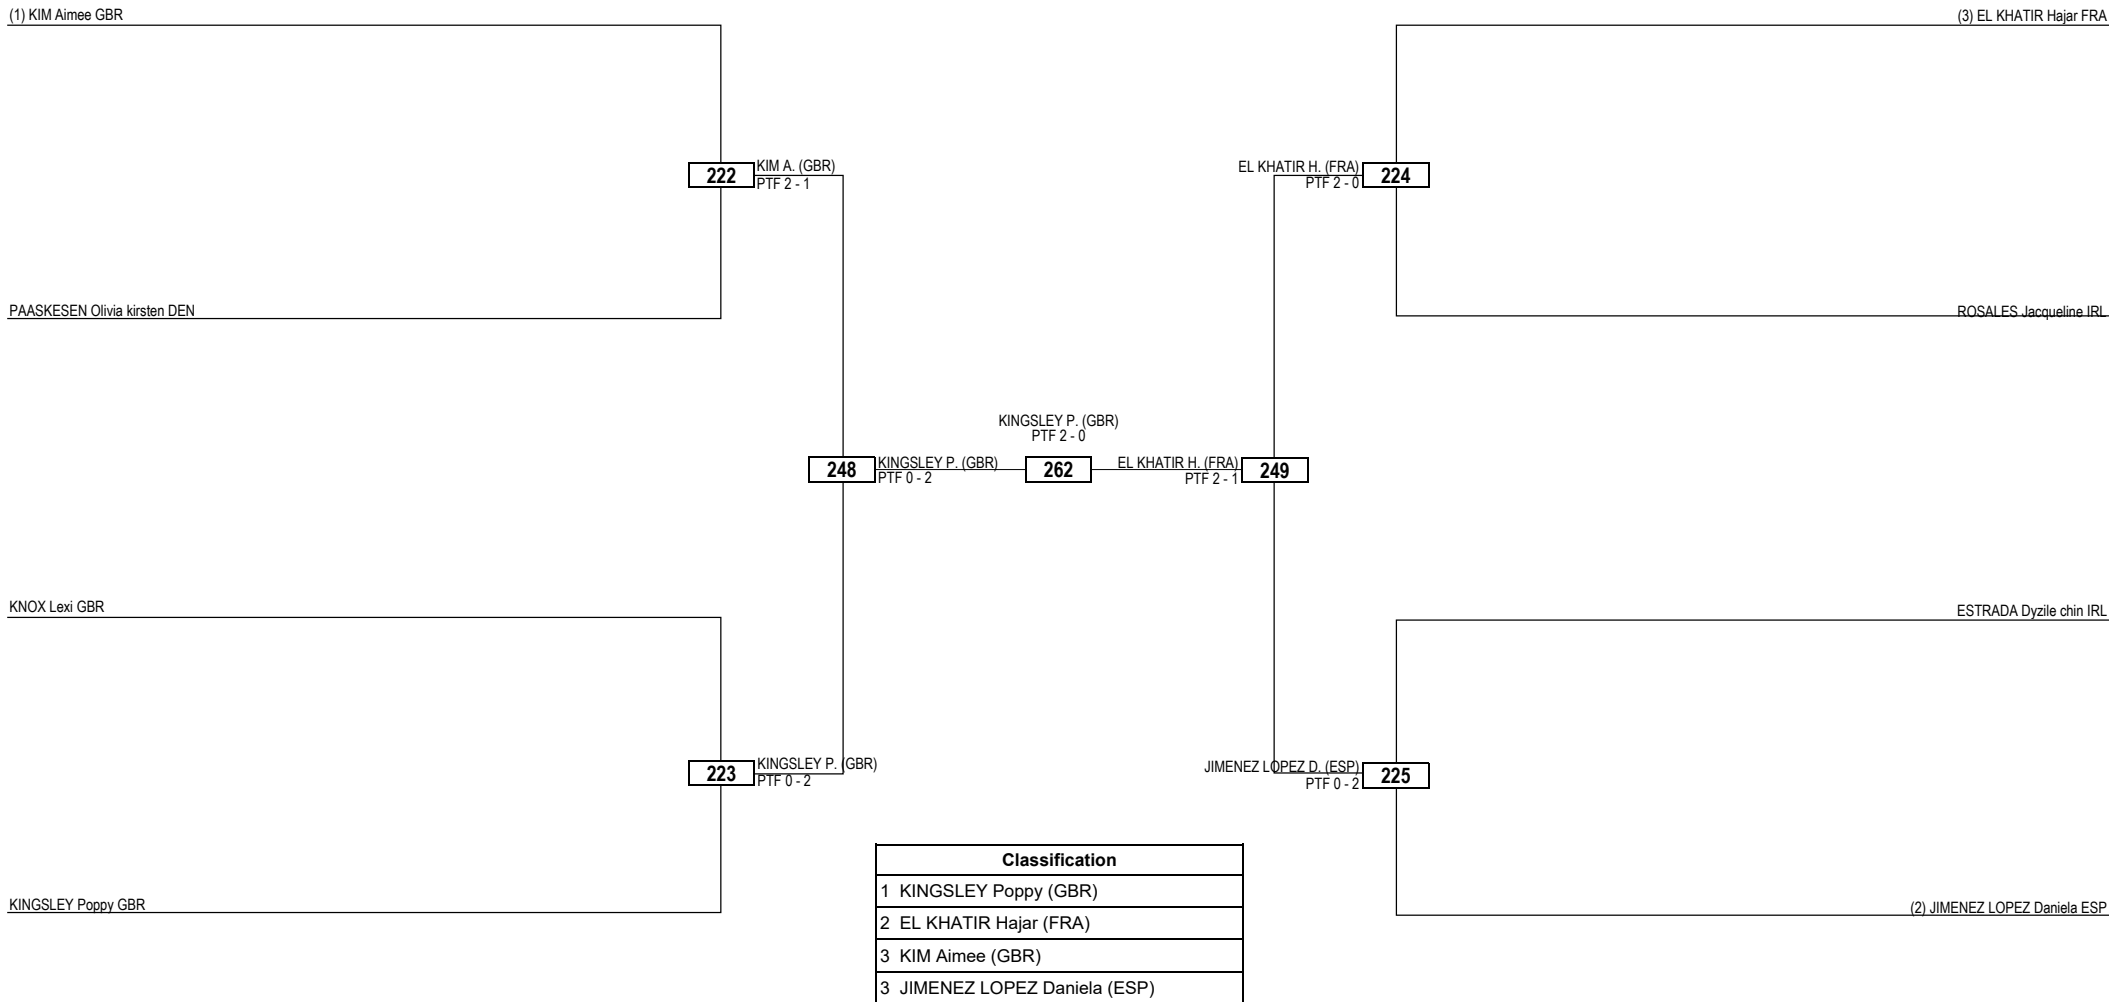 (1) KIM Aimee GBR
(3) EL KHATIR Hajar FRA
222
KIM A. (GBR)
PTF 2 - 1
EL KHATIR H. (FRA)
PTF 2 - 0
224
PAASKESEN Olivia kirsten DEN
ROSALES Jacqueline IRL
KINGSLEY P. (GBR)
PTF 2 - 0
248
KINGSLEY P. (GBR)
PTF 0 - 2
262
EL KHATIR H. (FRA)
PTF 2 - 1
249
KNOX Lexi GBR
ESTRADA Dyzile chin IRL
223
KINGSLEY P. (GBR)
PTF 0 - 2
JIMENEZ LOPEZ D. (ESP)
PTF 0 - 2
225
KINGSLEY Poppy GBR
(2) JIMENEZ LOPEZ Daniela ESP
Classification
1 KINGSLEY Poppy (GBR)
2 EL KHATIR Hajar (FRA)
3 KIM Aimee (GBR)
3 JIMENEZ LOPEZ Daniela (ESP)